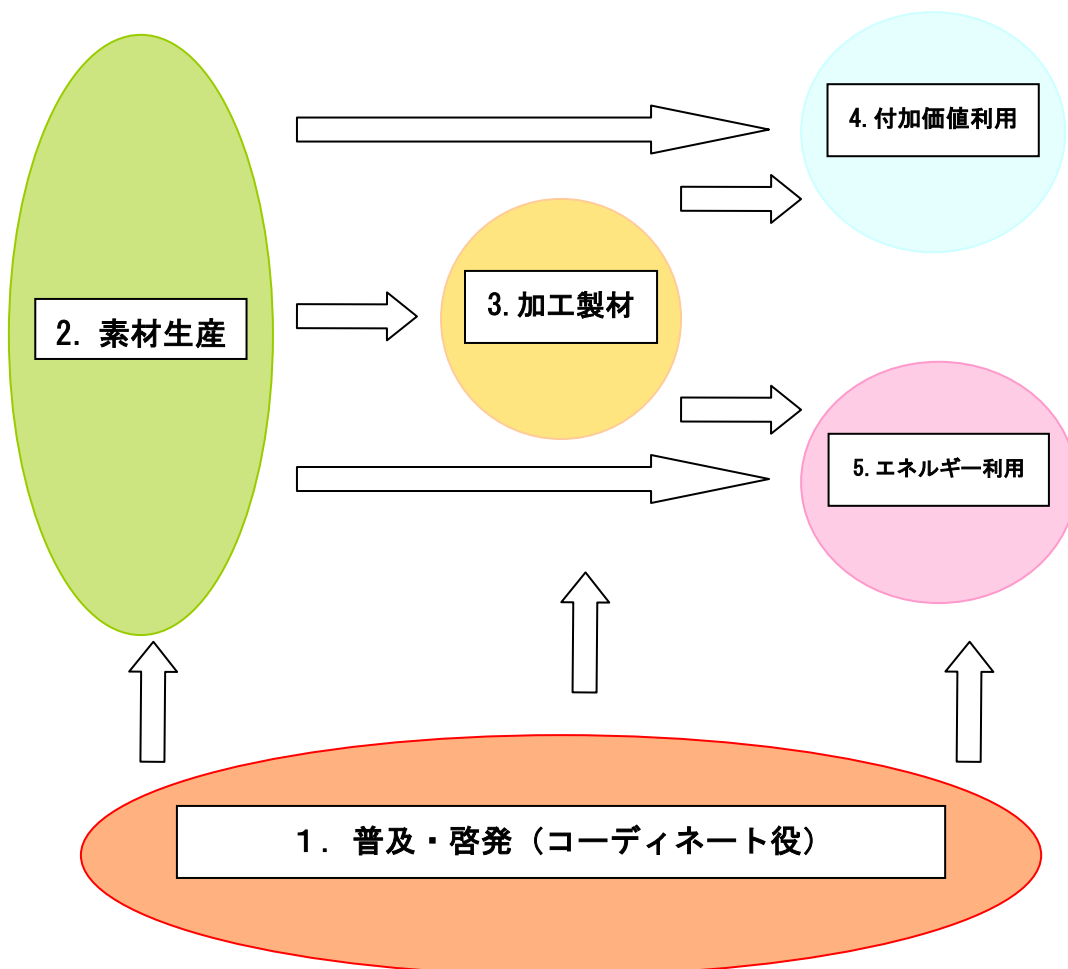 4.付加価値利用
3.加工製材
2. 素材生産
5.エネルギー利用
１．普及・啓発（コーディネート役）